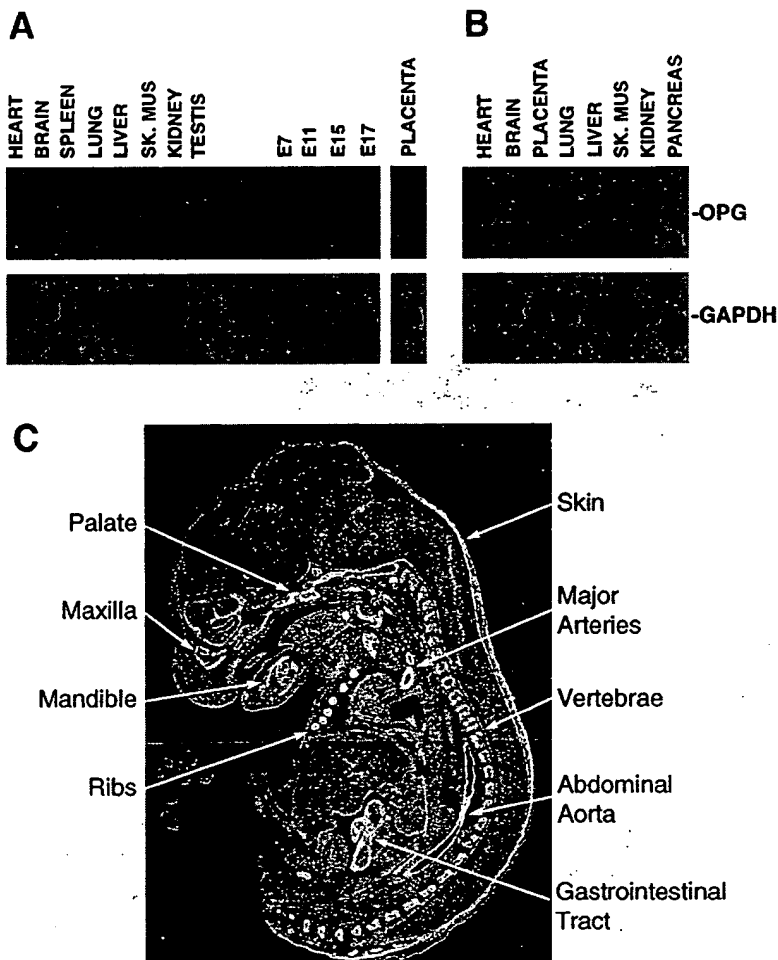 A
HEART
BRAIN
SPLEEN
LUNG
LIVER
SK. MUS
KIDNEY
TESTIS
E7
E11
E15
E17
PLACENTA
B
HEART
BRAIN
PLACENTA
LUNG
LIVER
SK. MUS
KIDNEY
PANCREAS
-OPG
-GAPDH
C
Palate
Maxilla
Mandible
Ribs
Skin
Major
Arteries
Vertebrae
Abdominal
Aorta
Gastrointestinal
Tract